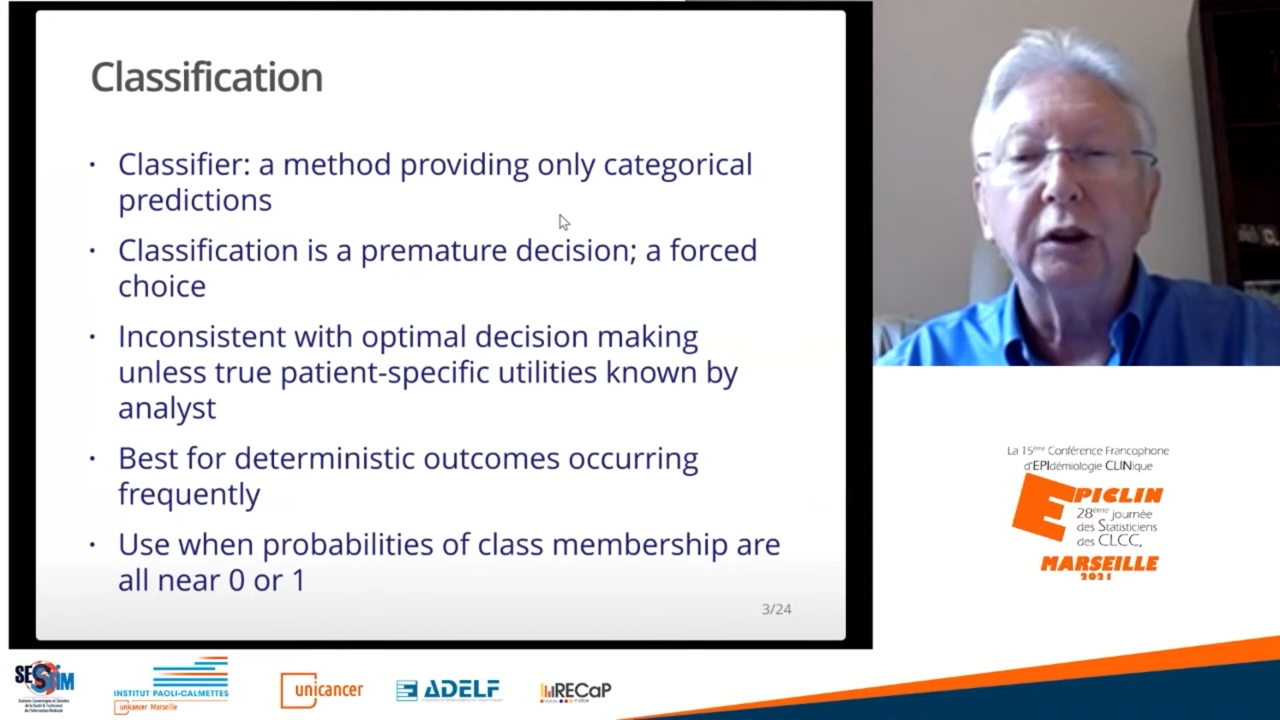 Classification
• Classifier: a method providing only categorical
predictions
• Classification is a premature decision; a forced
choice
• Inconsistent with optimal decision making
unless true patient-specific utilities known by
analyst
• Best for deterministic outcomes occurring
frequently
• Use when probabilities of class membership are
all near 0 or 1
3/24
La 15ème Conférence Francophone
d'EPIdémiologie CLINique
EPICLIN
28ème journée
des Statisticiens
des CLCC,
MARSEILLE
2021
SESSTIM
INSTITUT PAOLI-CALMETTES
unicancer Marseille
unicancer
ADELF
RECaP